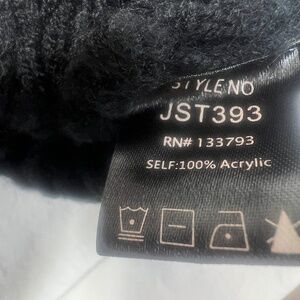 STYLE NO
JST393
RN# 133793
SELF:100% Acrylic